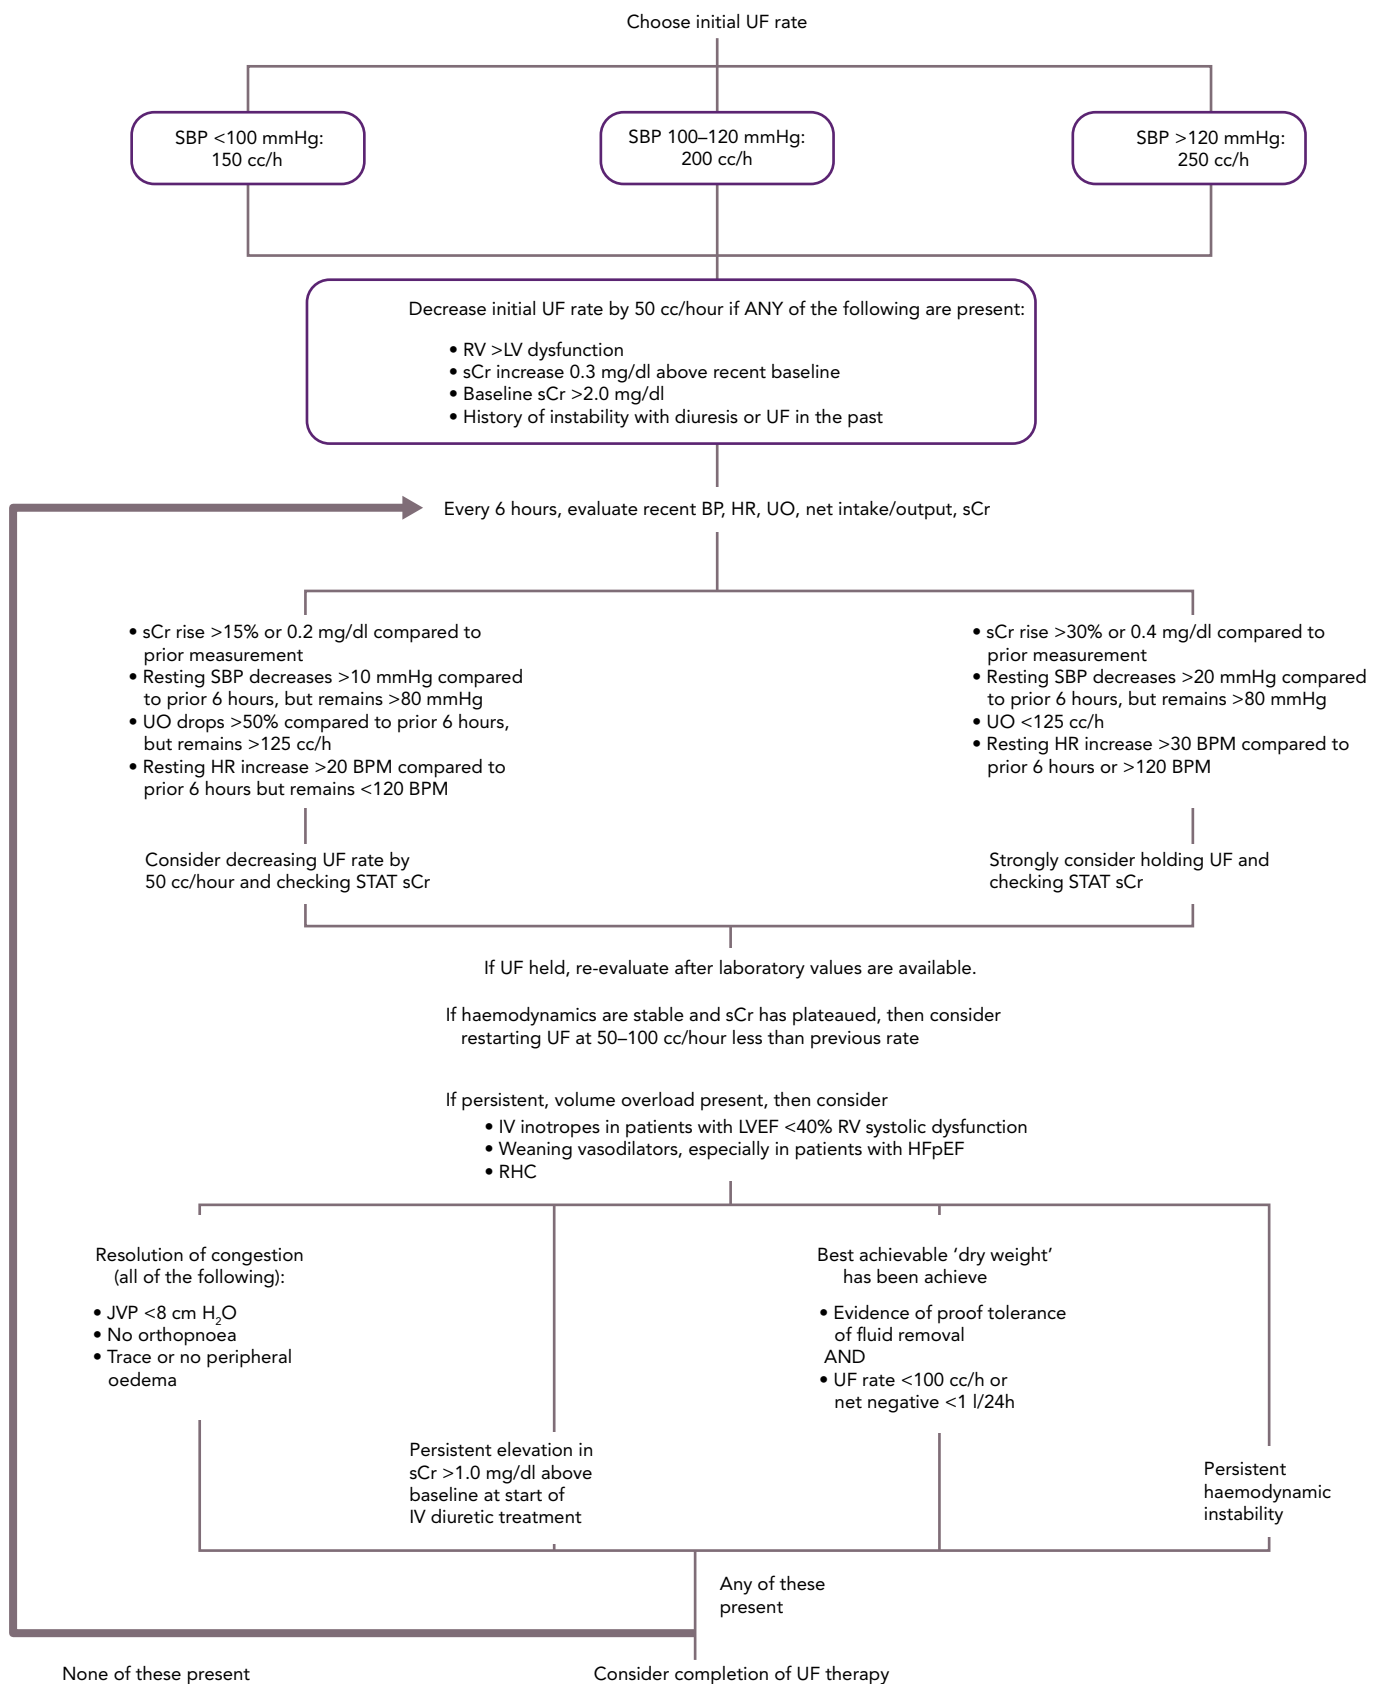 Choose initial UF rate
SBP <100 mmHg:
150 cc/h
SBP 100–120 mmHg:
200 cc/h
SBP >120 mmHg:
250 cc/h
Decrease initial UF rate by 50 cc/hour if ANY of the following are present:
• RV >LV dysfunction
• sCr increase 0.3 mg/dl above recent baseline
• Baseline sCr >2.0 mg/dl
• History of instability with diuresis or UF in the past
Every 6 hours, evaluate recent BP, HR, UO, net intake/output, sCr
• sCr rise >15% or 0.2 mg/dl compared to
prior measurement
• Resting SBP decreases >10 mmHg compared
to prior 6 hours, but remains >80 mmHg
• UO drops >50% compared to prior 6 hours,
but remains >125 cc/h
• Resting HR increase >20 BPM compared to
prior 6 hours but remains <120 BPM
• sCr rise >30% or 0.4 mg/dl compared to
prior measurement
• Resting SBP decreases >20 mmHg compared
to prior 6 hours, but remains >80 mmHg
• UO <125 cc/h
• Resting HR increase >30 BPM compared to
prior 6 hours or >120 BPM
Consider decreasing UF rate by
50 cc/hour and checking STAT sCr
Strongly consider holding UF and
checking STAT sCr
If UF held, re-evaluate after laboratory values are available.
If haemodynamics are stable and sCr has plateaued, then consider
restarting UF at 50–100 cc/hour less than previous rate
If persistent, volume overload present, then consider
• IV inotropes in patients with LVEF <40% RV systolic dysfunction
• Weaning vasodilators, especially in patients with HFpEF
• RHC
Resolution of congestion
(all of the following):
• JVP <8 cm H₂O
• No orthopnoea
• Trace or no peripheral
oedema
Persistent elevation in
sCr >1.0 mg/dl above
baseline at start of
IV diuretic treatment
Best achievable ‘dry weight’
has been achieve
• Evidence of proof tolerance
of fluid removal
AND
• UF rate <100 cc/h or
net negative <1 l/24h
Persistent
haemodynamic
instability
Any of these
present
None of these present
Consider completion of UF therapy